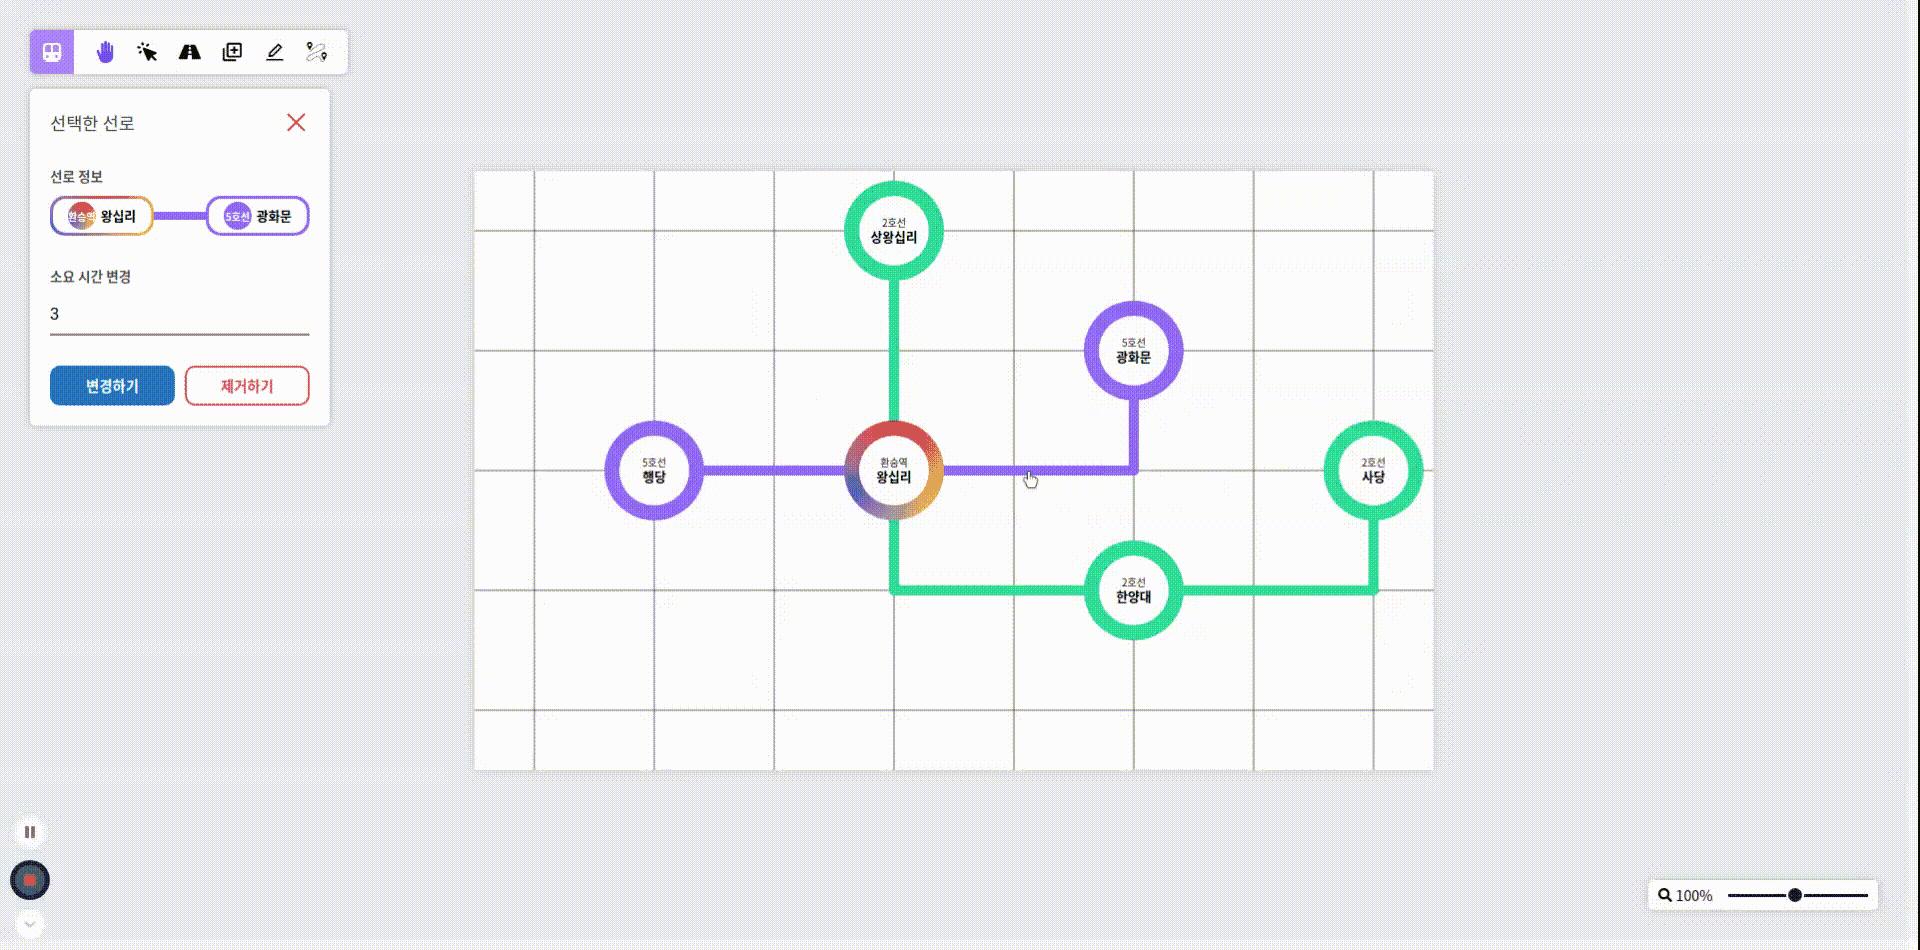 선택한 선로
선로 정보
환승역 왕십리
5호선 광화문
소요 시간 변경
3
변경하기
제거하기
2호선
상왕십리
5호선
광화문
5호선
행당
환승역
왕십리
2호선
사당
2호선
한양대
100%